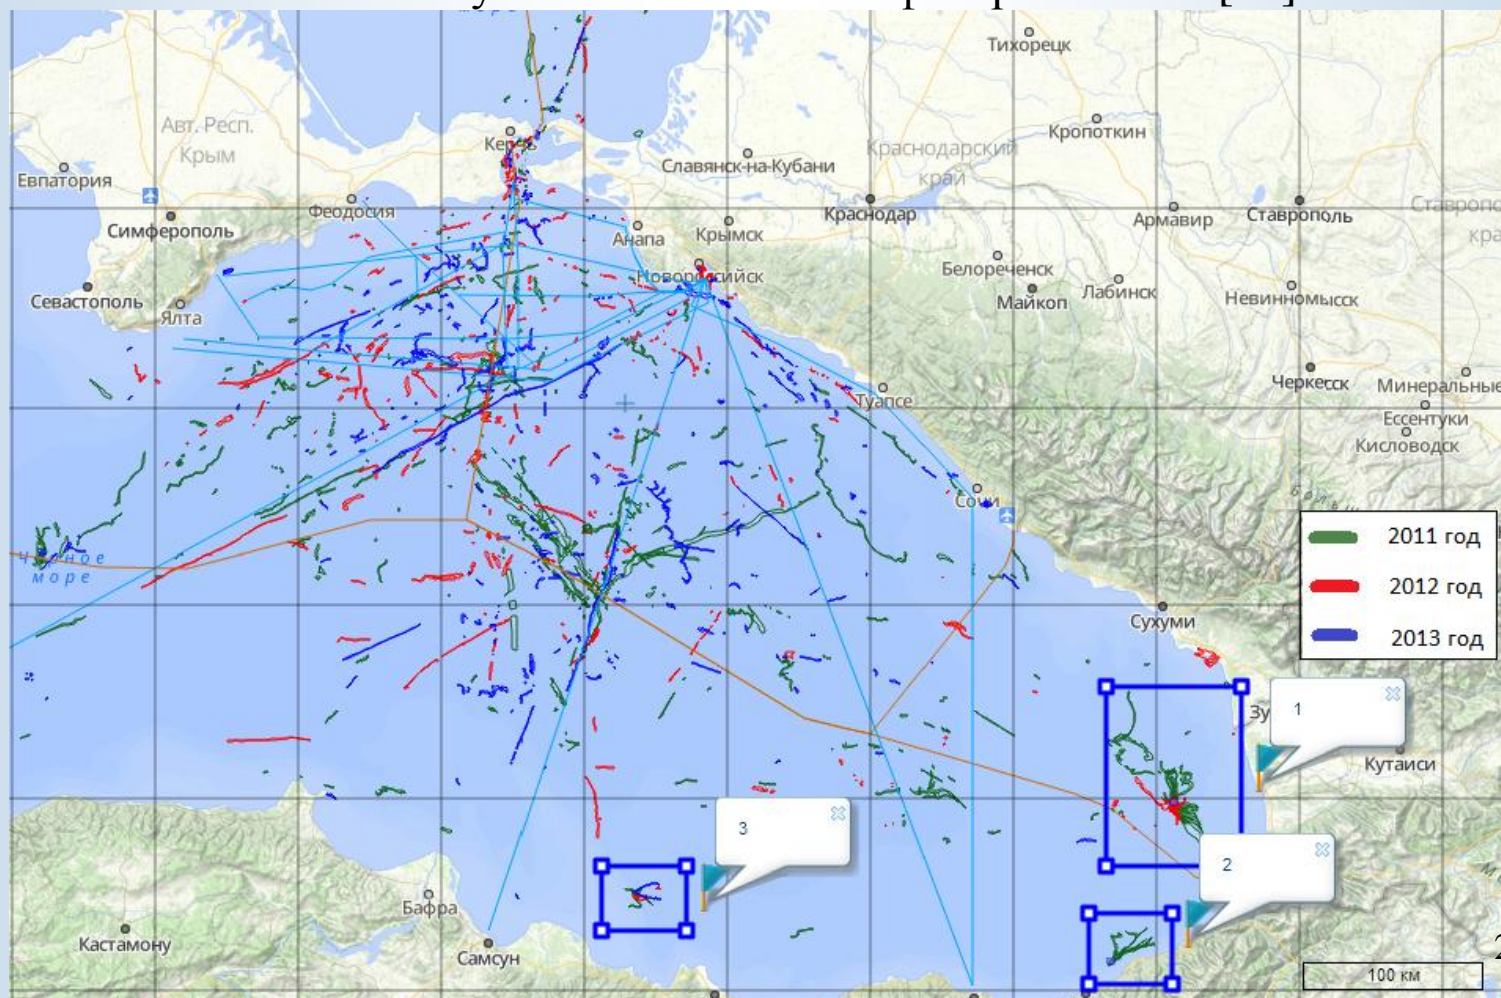 Тихорецк
Авт. Респ.
Крым
Керчь
Кропоткин
Славянск-на-Кубани
Краснодарский
край
Евпатория
Феодосия
Краснодар
Армавир
Ставрополь
Симферополь
Анапа
Крымск
Новороссийск
Белореченск
Майкоп
Лабинск
Невинномысск
Севастополь
Ялта
Черкесск
Минеральные
Туапсе
Ессентуки
Кисловодск
Сочи
2011 год
2012 год
2013 год
Черное
море
Сухуми
1
Кутаиси
3
2
Бафра
Кастамону
Самсун
100 км